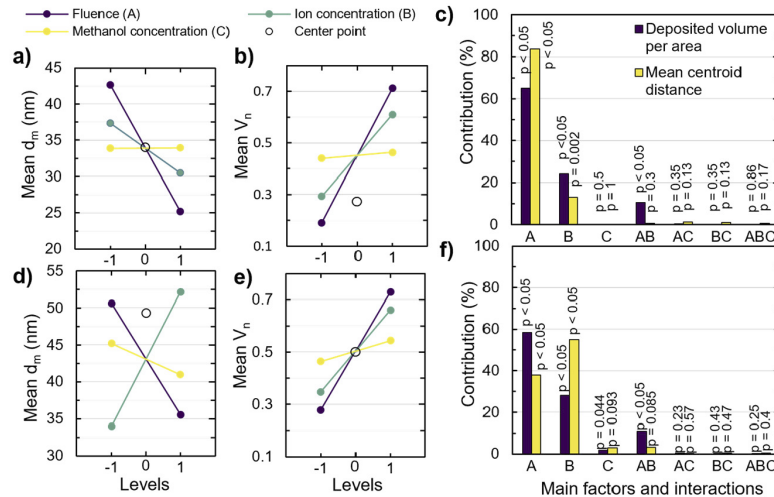 Fluence (A)
Ion concentration (B)
Methanol concentration (C)
Center point
a)
Mean dm (nm)
45
40
35
30
25
20
-1 0 1
b)
Mean Vn
0.7
0.5
0.3
0.1
-1 0 1
c)
Contribution (%)
100
80
60
40
20
0
Deposited volume
per area
Mean centroid
distance
p < 0.05
p < 0.05
p <0.05
p = 0.002
p = 0.5
p = 1
p < 0.05
p = 0.3
p = 0.35
p = 0.13
p = 0.35
p = 0.13
p = 0.86
p = 0.17
A B C AB AC BC ABC
d)
Mean dm (nm)
55
50
45
40
35
30
-1 0 1
Levels
e)
Mean Vn
0.7
0.5
0.3
0.1
-1 0 1
Levels
f)
Contribution (%)
100
80
60
40
20
0
p < 0.05
p < 0.05
p < 0.05
p < 0.05
p = 0.044
p = 0.093
p < 0.05
p = 0.085
p = 0.23
p = 0.57
p = 0.43
p = 0.47
p = 0.25
p = 0.4
A B C AB AC BC ABC
Main factors and interactions